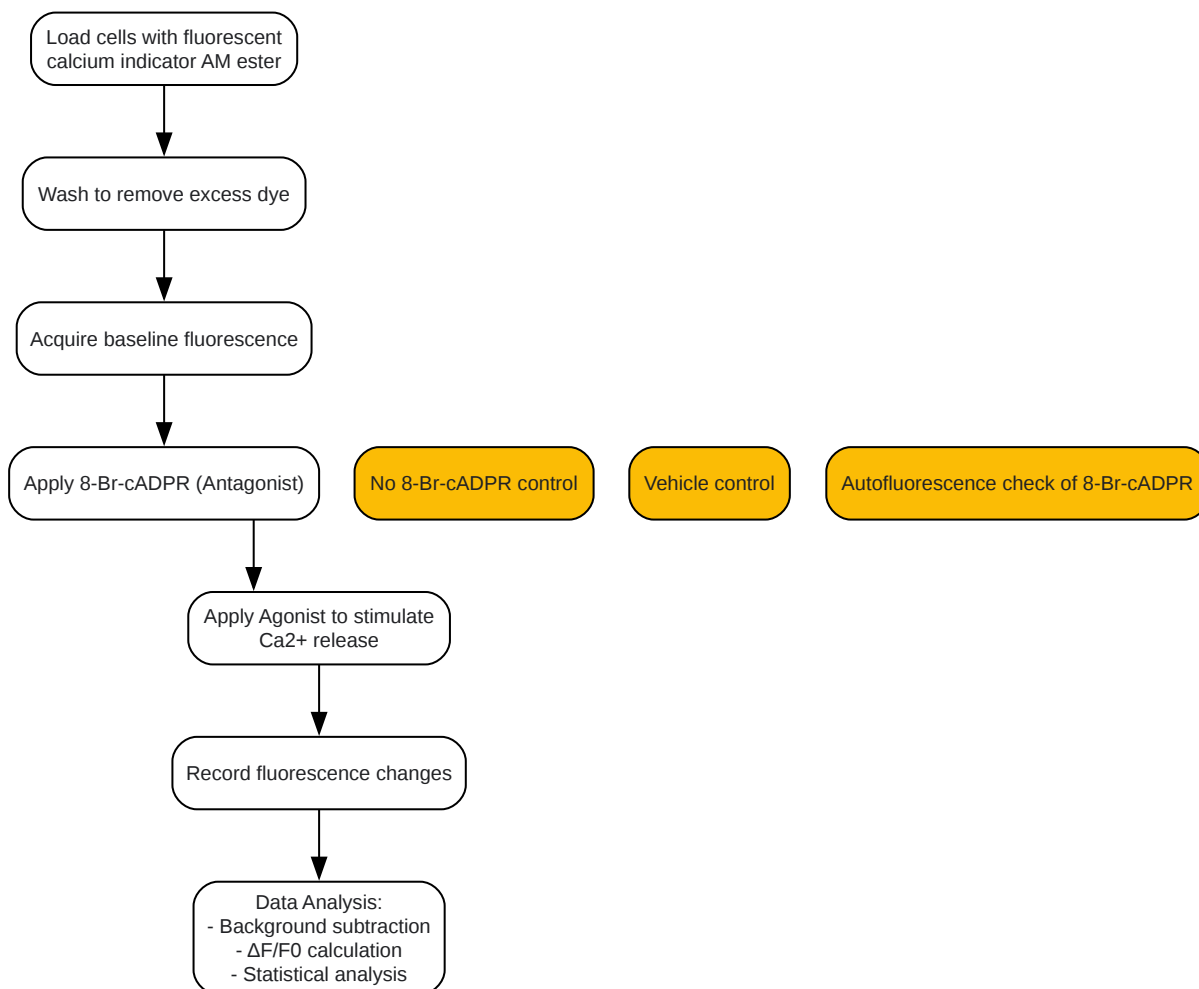 Load cells with fluorescent
calcium indicator AM ester
Wash to remove excess dye
Acquire baseline fluorescence
Apply 8-Br-cADPR (Antagonist)
No 8-Br-cADPR control
Vehicle control
Autofluorescence check of 8-Br-cADPR
Apply Agonist to stimulate
Ca2+ release
Record fluorescence changes
Data Analysis:
- Background subtraction
- ΔF/F0 calculation
- Statistical analysis